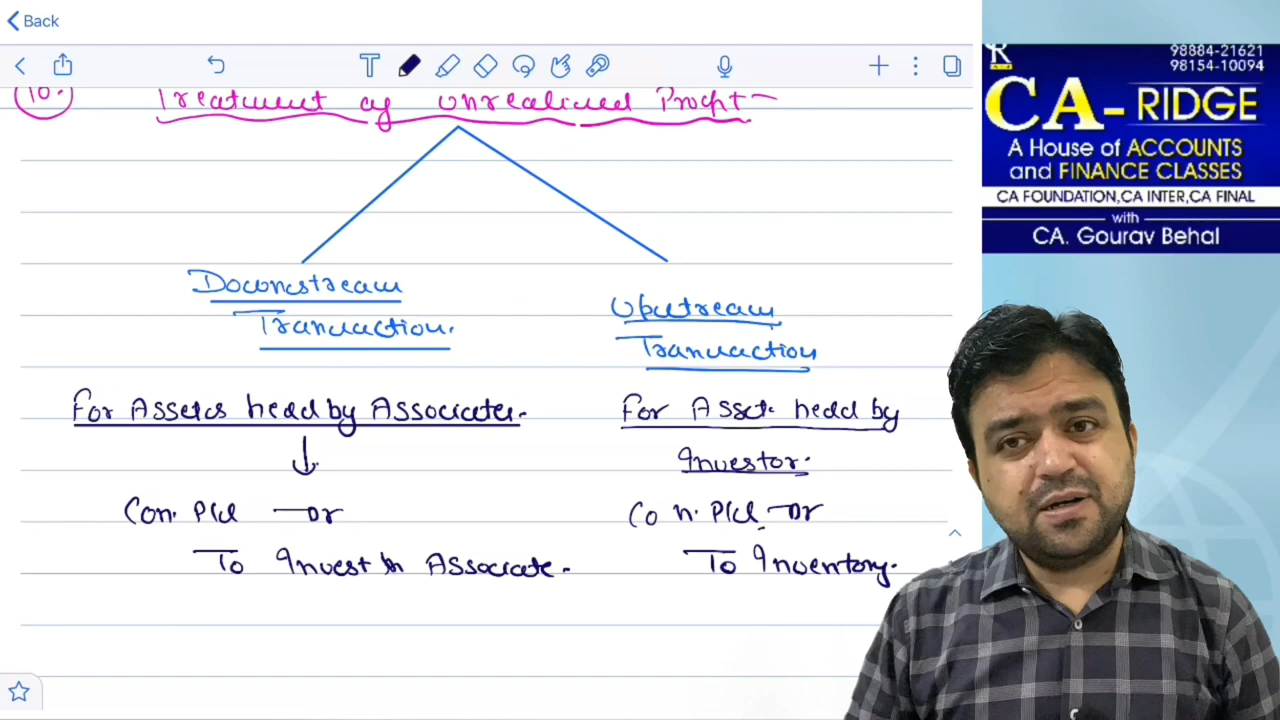 Back
98884-21621
98154-10094
CA- RIDGE
A House of ACCOUNTS
and FINANCE CLASSES
CA FOUNDATION,CA INTER,CA FINAL
with
CA. Gourav Behal
10. Treatment of Unrealised Profit -
Downstream
Transaction.
Upstream
Transaction
For Assets held by Associates.
For Asset. held by
Investor.
Con. P&L — Dr
To Invest in Associate.
Con. P&L — Dr
To Inventory.